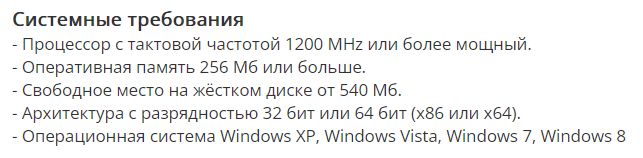 Системные требования
- Процессор с тактовой частотой 1200 MHz или более мощный.
- Оперативная память 256 Мб или больше.
- Свободное место на жёстком диске от 540 Мб.
- Архитектура с разрядностью 32 бит или 64 бит (x86 или x64).
- Операционная система Windows XP, Windows Vista, Windows 7, Windows 8